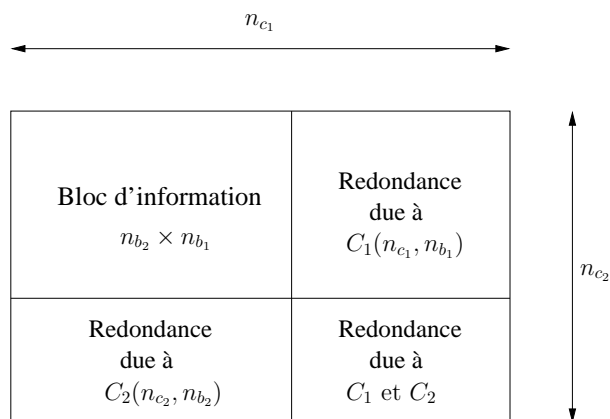 n_{c_1}
Bloc d'information
n_{b_2} × n_{b_1}
Redondance
due à
C_1(n_{c_1}, n_{b_1})
n_{c_2}
Redondance
due à
C_2(n_{c_2}, n_{b_2})
Redondance
due à
C_1 et C_2